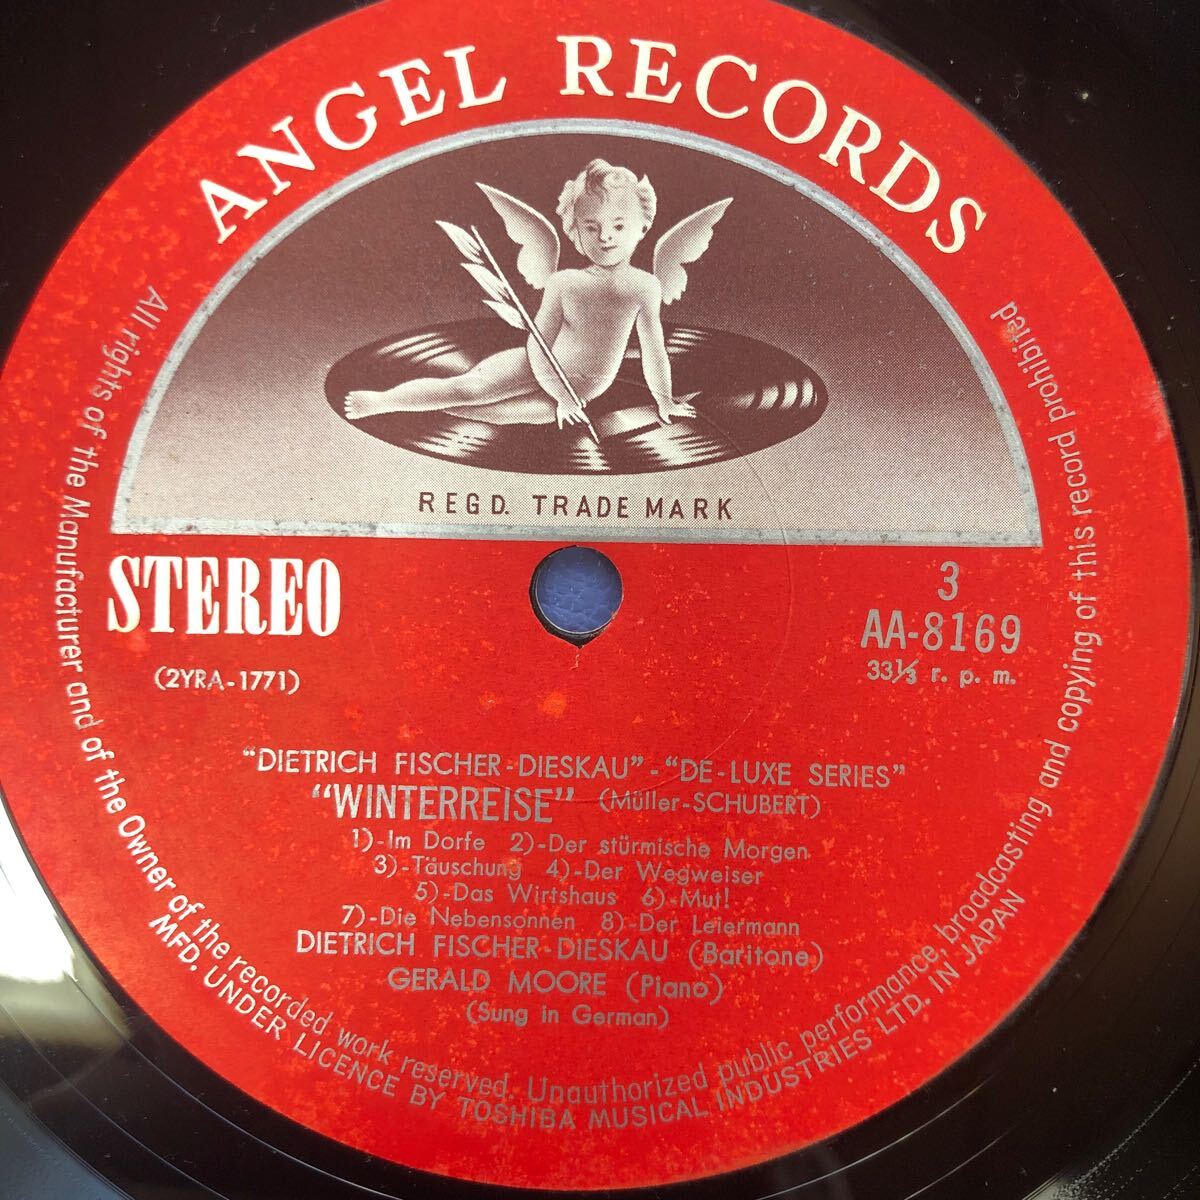 ANGEL RECORDS
REGD. TRADE MARK
STEREO
(2YRA-1771)
3
AA-8169
33⅓ r. p. m.
"DIETRICH FISCHER-DIESKAU"-"DE-LUXE SERIES"
"WINTERREISE" (Müller-SCHUBERT)
1)-Im Dorfe 2)-Der stürmische Morgen
3)-Täuschung 4)-Der Wegweiser
5)-Das Wirtshaus 6)-Mut!
7)-Die Nebensonnen 8)-Der Leiermann
DIETRICH FISCHER-DIESKAU (Baritone)
GERALD MOORE (Piano)
(Sung in German)
All rights of the Manufacturer and of the Owner of the recorded work reserved. Unauthorized public performance, broadcasting and copying of this record prohibited
MFD. UNDER LICENCE BY TOSHIBA MUSICAL INDUSTRIES LTD. IN JAPAN